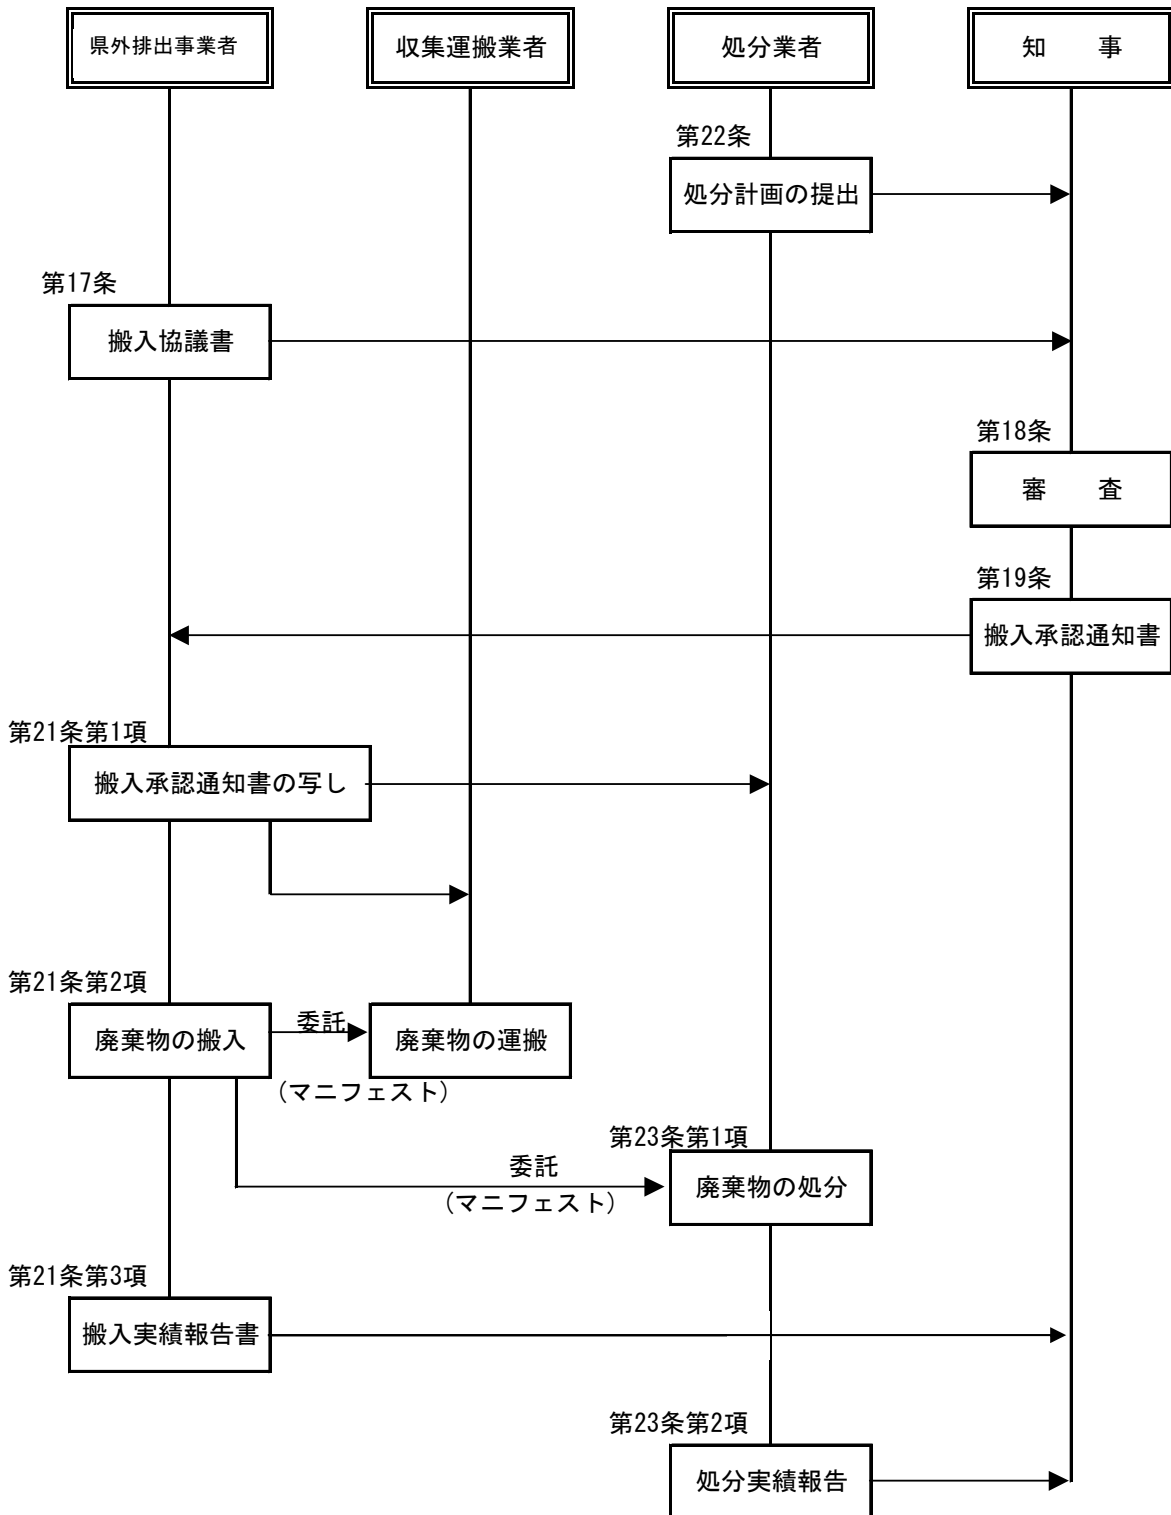 県外排出事業者
収集運搬業者
処分業者
知　　事
第22条
処分計画の提出
第17条
搬入協議書
第18条
審　　査
第19条
搬入承認通知書
第21条第1項
搬入承認通知書の写し
第21条第2項
廃棄物の搬入
委託
廃棄物の運搬
(マニフェスト)
第23条第1項
委託
廃棄物の処分
(マニフェスト)
第21条第3項
搬入実績報告書
第23条第2項
処分実績報告